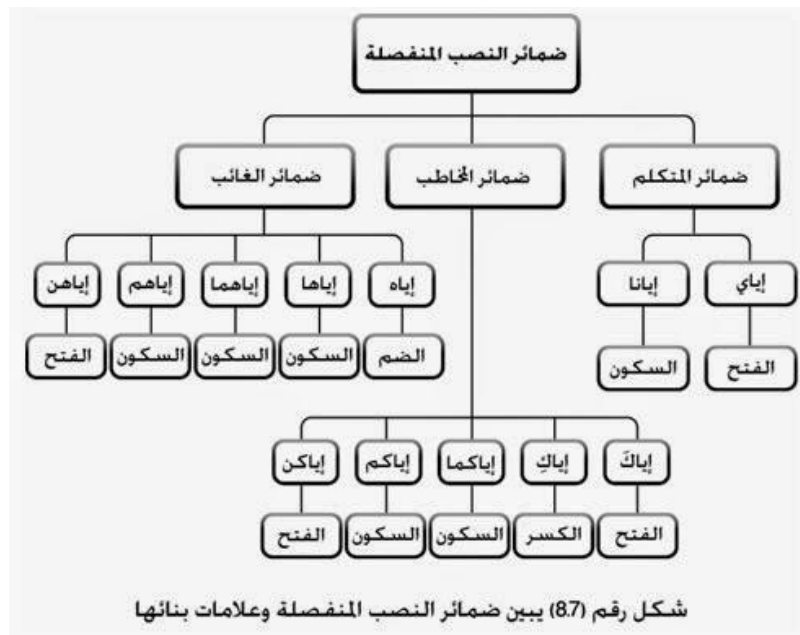 ضمائر النصب المنفصلة
ضمائر المتكلم ضمائر المخاطب ضمائر الغائب
إياي إيانا إياه إياها إياهما إياهم إياهن
الفتح السكون الضم السكون السكون السكون الفتح
إياكَ إياكِ إياكما إياكم إياكن
الفتح الكسر السكون السكون الفتح
شكل رقم (8.7) يبين ضمائر النصب المنفصلة وعلامات بنائها